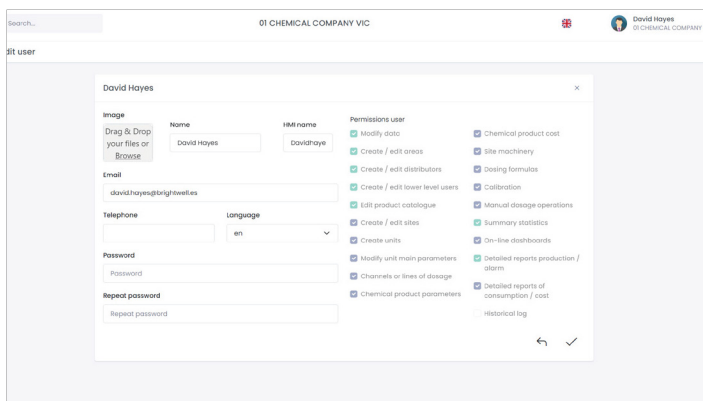 Search...
01 CHEMICAL COMPANY VIC
David Hayes
01 CHEMICAL COMPANY
dit user
David Hayes
×
Image
Drag & Drop
your files or
Browse
Name
David Hayes
HMI name
Davidhaye
Email
david.hayes@brightwell.es
Telephone
Language
en
Password
Password
Repeat password
Repeat password
Permissions user
Modify data
Create / edit areas
Create / edit distributors
Create / edit lower level users
Edit product catalogue
Create / edit sites
Create units
Modify unit main parameters
Channels or lines of dosage
Chemical product parameters
Chemical product cost
Site machinery
Dosing formulas
Calibration
Manual dosage operations
Summary statistics
On-line dashboards
Detailed reports production /
alarm
Detailed reports of
consumption / cost
Historical log